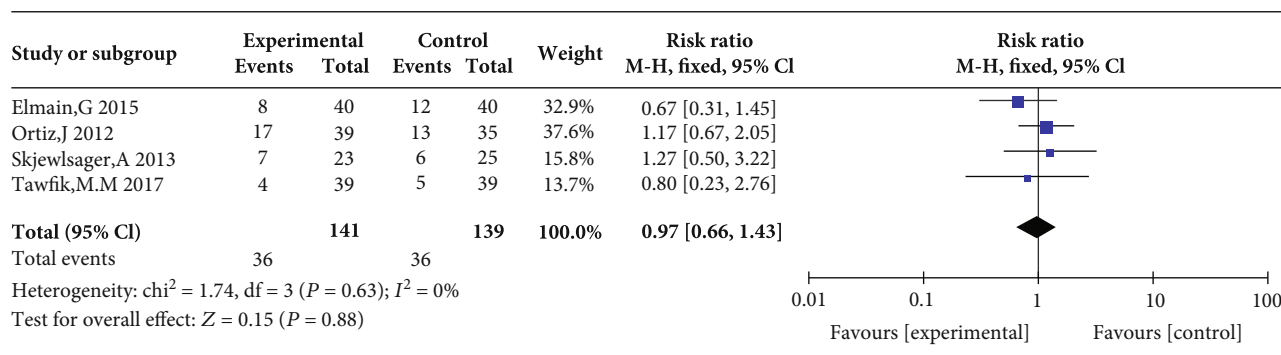 Study or subgroup Experimental Control Weight Risk ratio Risk ratio
Events Total Events Total M-H, fixed, 95% Cl M-H, fixed, 95% Cl
Elmain,G 2015 8 40 12 40 32.9% 0.67 [0.31, 1.45]
Ortiz,J 2012 17 39 13 35 37.6% 1.17 [0.67, 2.05]
Skjewlsager,A 2013 7 23 6 25 15.8% 1.27 [0.50, 3.22]
Tawfik,M.M 2017 4 39 5 39 13.7% 0.80 [0.23, 2.76]
Total (95% Cl) 141 139 100.0% 0.97 [0.66, 1.43]
Total events 36 36
Heterogeneity: chi² = 1.74, df = 3 (P = 0.63); I² = 0%
Test for overall effect: Z = 0.15 (P = 0.88)
0.01 0.1 1 10 100
Favours [experimental] Favours [control]